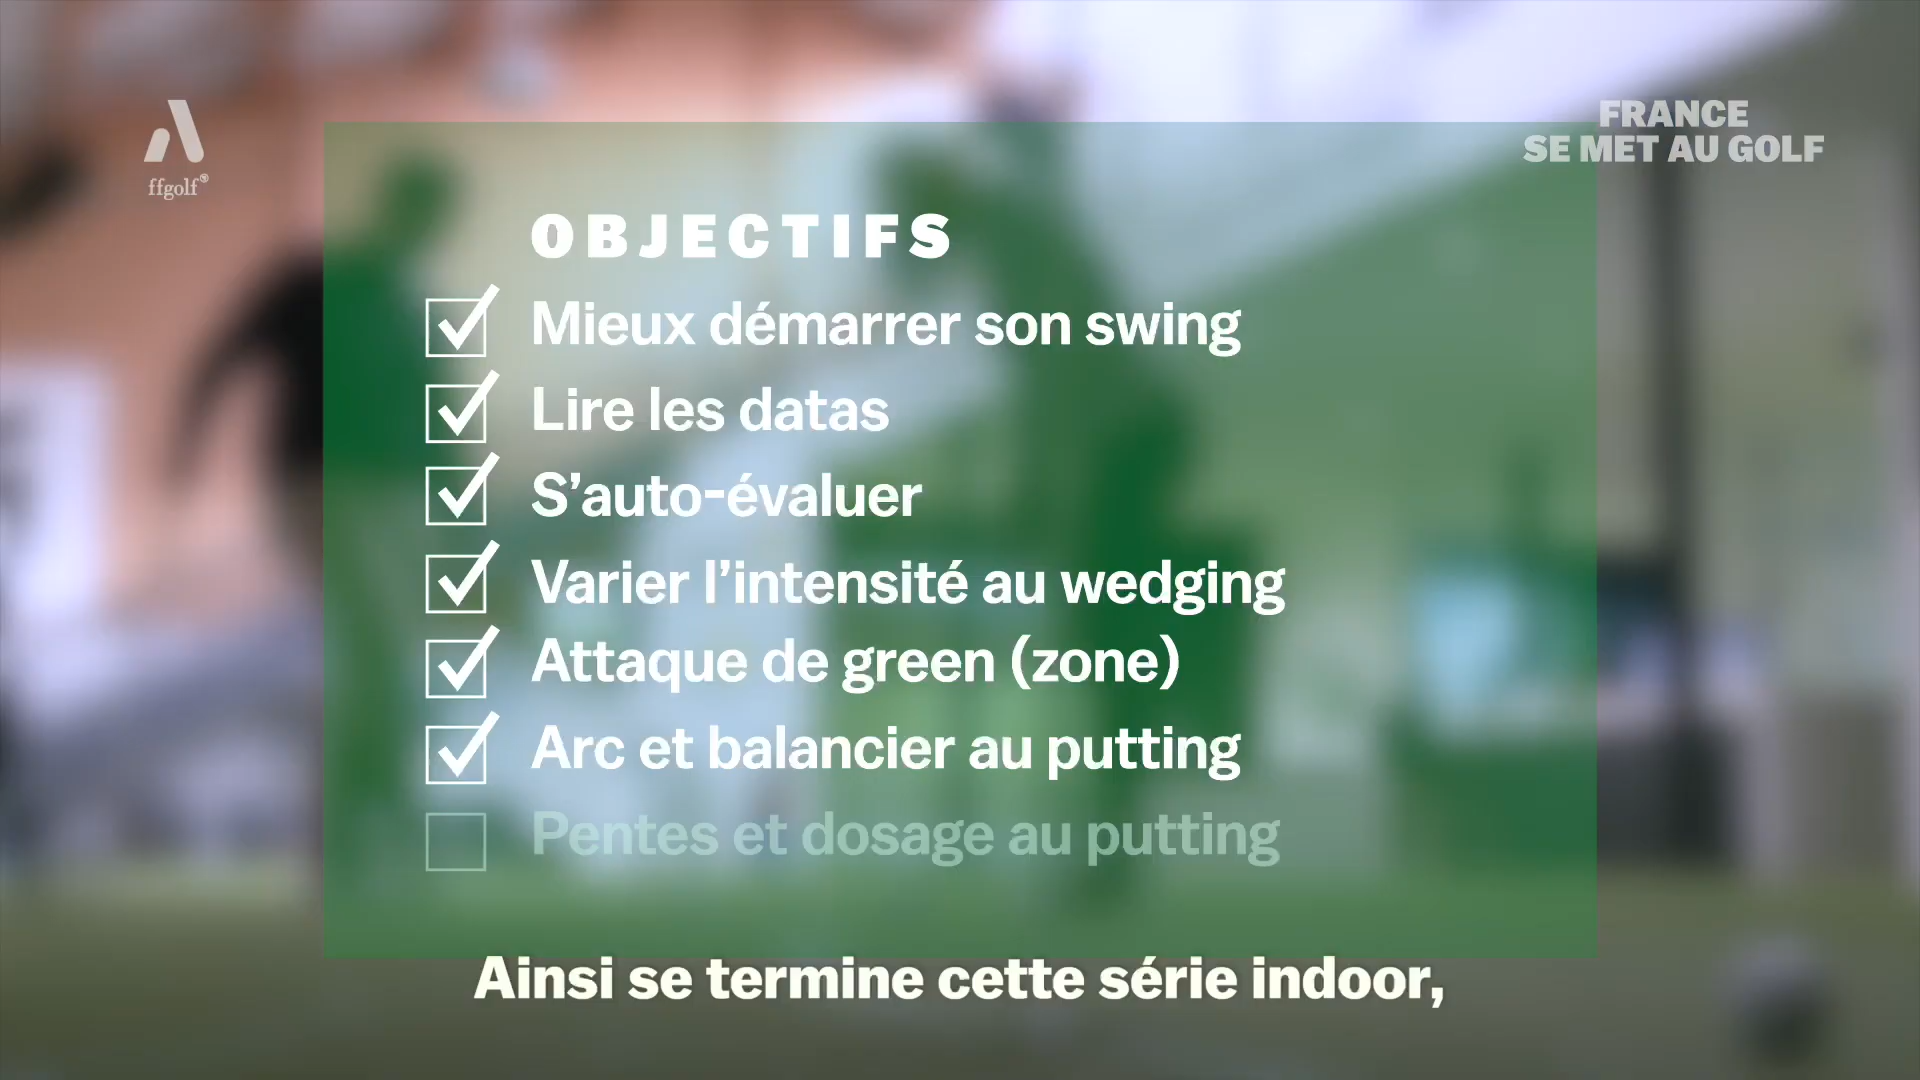 ffgolf
FRANCE
SE MET AU GOLF
OBJECTIFS
Mieux démarrer son swing
Lire les datas
S'auto-évaluer
Varier l'intensité au wedging
Attaque de green (zone)
Arc et balancier au putting
Pentes et dosage au putting
Ainsi se termine cette série indoor,